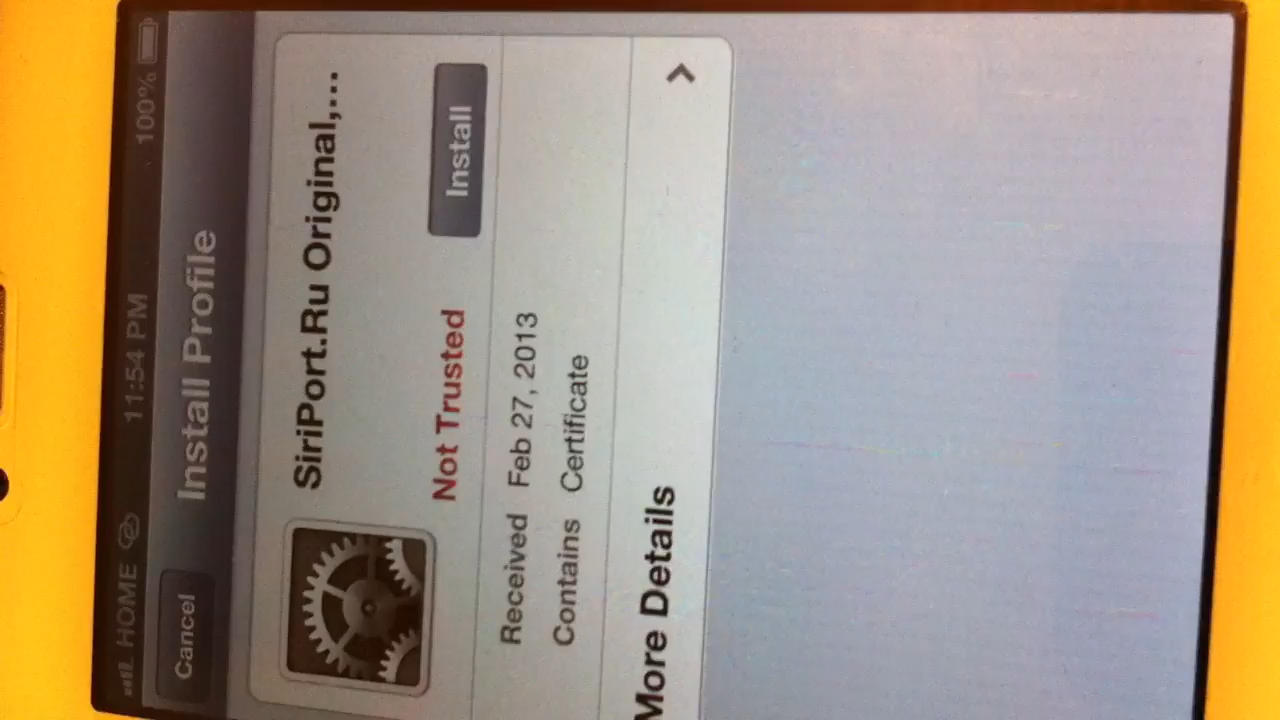 HOME 11:54 PM 100%
Cancel Install Profile
SiriPort.Ru Original,...
Not Trusted Install
Received Feb 27, 2013
Contains Certificate
More Details